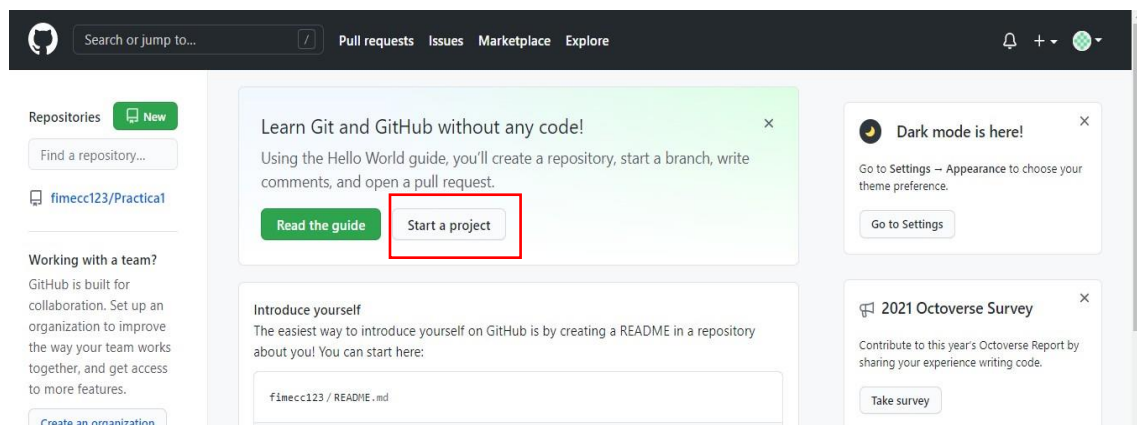 Search or jump to... / Pull requests Issues Marketplace Explore
Repositories New
Find a repository...
fimecc123/Practica1
Working with a team?
GitHub is built for
collaboration. Set up an
organization to improve
the way your team works
together, and get access
to more features.
Create an organization
Learn Git and GitHub without any code!
Using the Hello World guide, you'll create a repository, start a branch, write
comments, and open a pull request.
Read the guide Start a project
Introduce yourself
The easiest way to introduce yourself on GitHub is by creating a README in a repository
about you! You can start here:
fimecc123 / README.md
Dark mode is here!
Go to Settings → Appearance to choose your
theme preference.
Go to Settings
2021 Octoverse Survey
Contribute to this year's Octoverse Report by
sharing your experience writing code.
Take survey